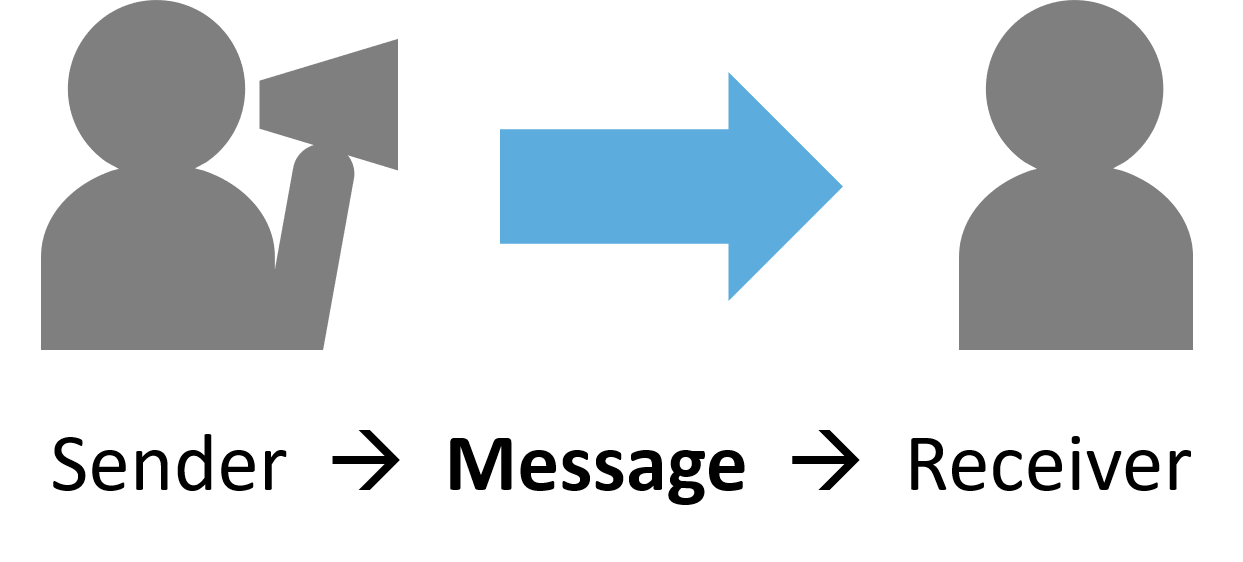 Sender → Message → Receiver